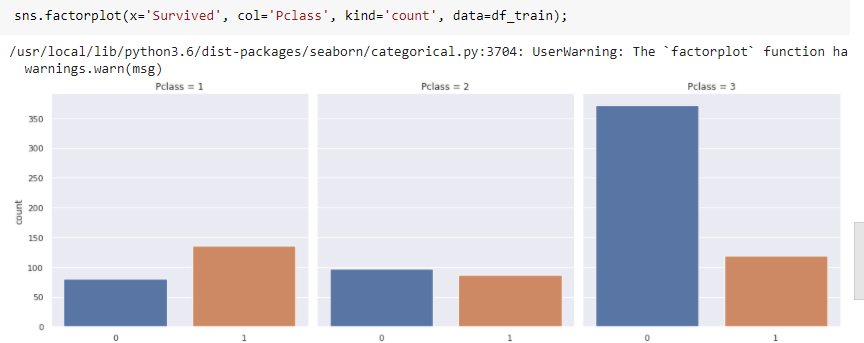 sns.factorplot(x='Survived', col='Pclass', kind='count', data=df_train);
/usr/local/lib/python3.6/dist-packages/seaborn/categorical.py:3704: UserWarning: The `factorplot` function ha
warnings.warn(msg)
Pclass = 1 Pclass = 2 Pclass = 3
350
300
250
200
150
100
50
0
count
0 1 0 1 0 1